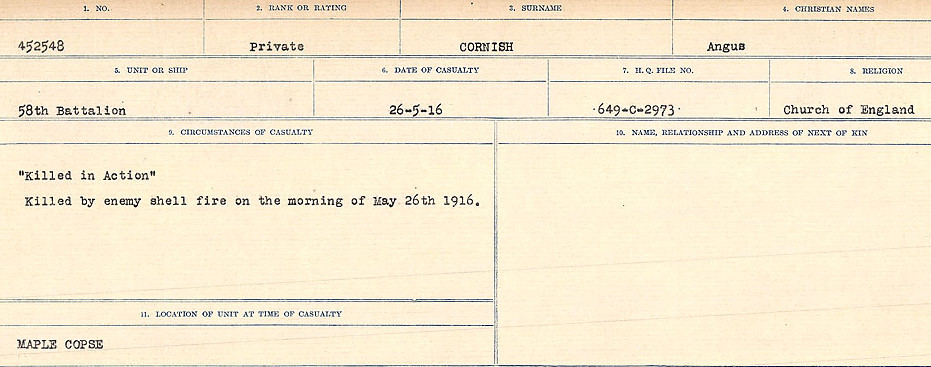 1. NO.
2. RANK OR RATING
3. SURNAME
4. CHRISTIAN NAMES
452548
Private
CORNISH
Angus
5. UNIT OR SHIP
6. DATE OF CASUALTY
7. H. Q. FILE NO.
8. RELIGION
58th Battalion
26-5-16
649-C-2973
Church of England
9. CIRCUMSTANCES OF CASUALTY
10. NAME, RELATIONSHIP AND ADDRESS OF NEXT OF KIN
"Killed in Action"
Killed by enemy shell fire on the morning of May 26th 1916.
11. LOCATION OF UNIT AT TIME OF CASUALTY
MAPLE COPSE